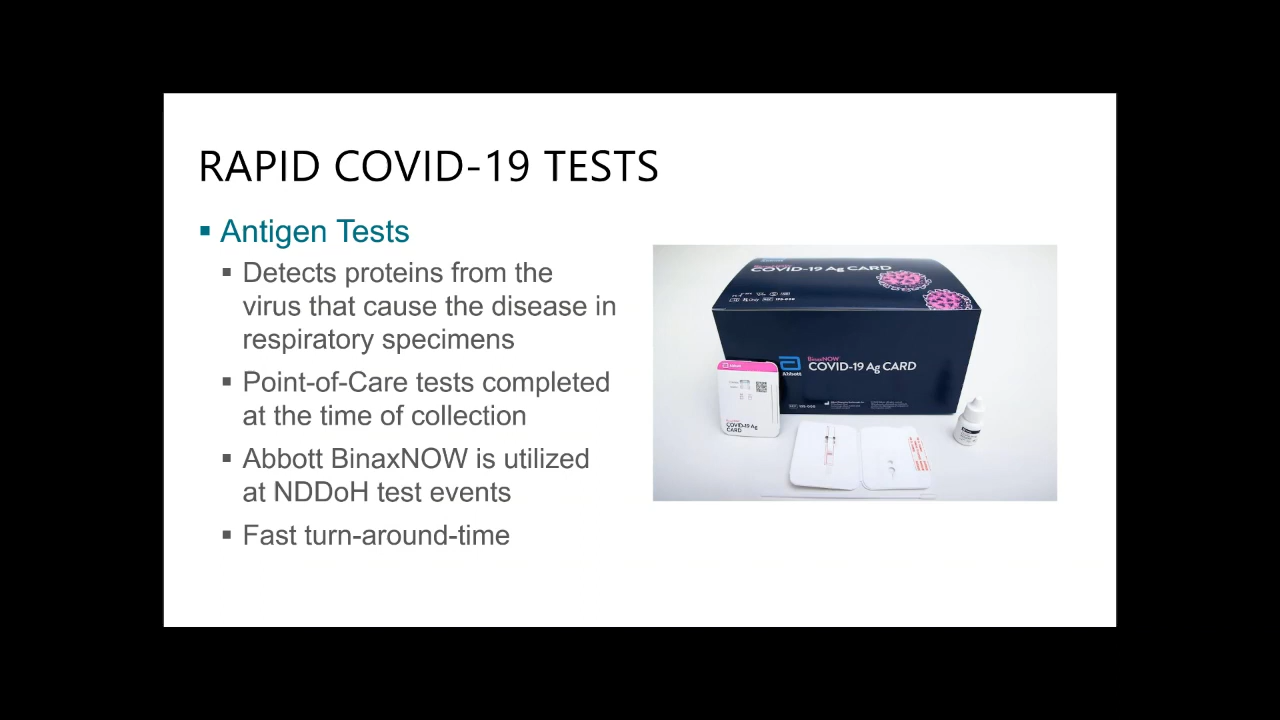 RAPID COVID-19 TESTS
Antigen Tests
Detects proteins from the
virus that cause the disease in
respiratory specimens
Point-of-Care tests completed
at the time of collection
Abbott BinaxNOW is utilized
at NDDoH test events
Fast turn-around-time
COVID-19 Ag CARD
Abbott
BinaxNOW
COVID-19 Ag CARD
COVID-19 Ag
CARD